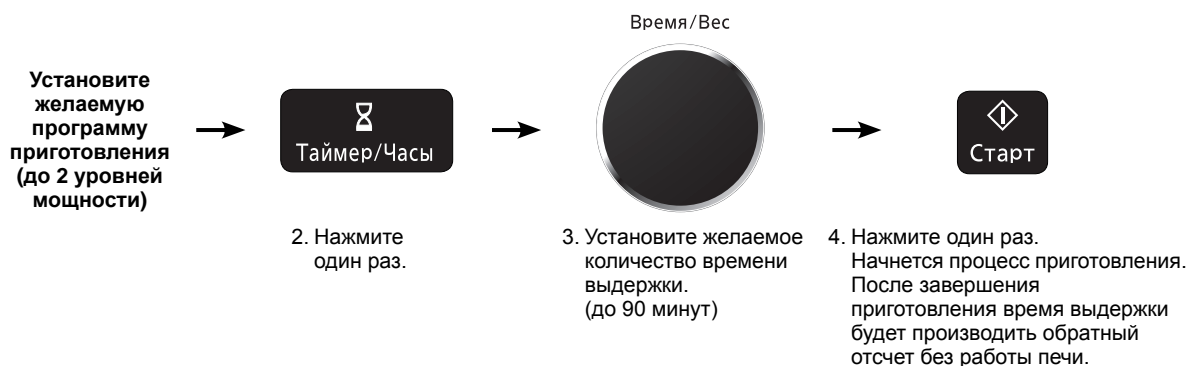 Установите
желаемую
программу
приготовления
(до 2 уровней
мощности)
Таймер/Часы
Время/Вес
Старт
2. Нажмите
один раз.
3. Установите желаемое
количество времени
выдержки.
(до 90 минут)
4. Нажмите один раз.
Начнется процесс приготовления.
После завершения
приготовления время выдержки
будет производить обратный
отсчет без работы печи.